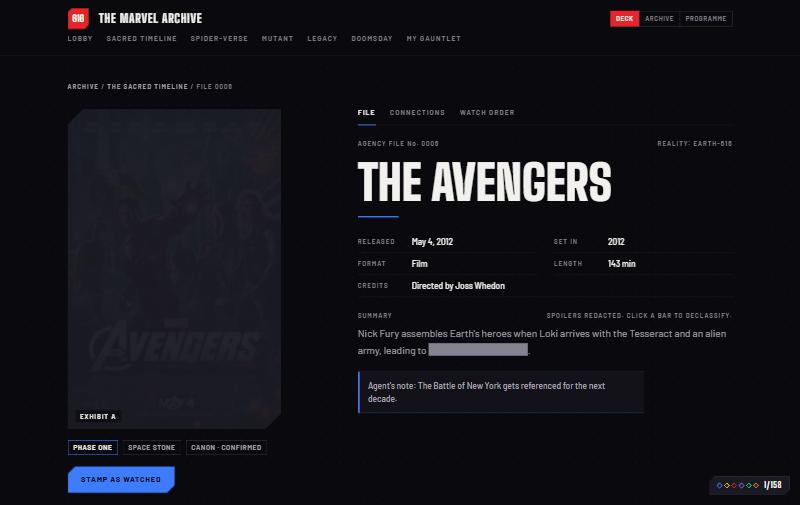 616 THE MARVEL ARCHIVE
DECK ARCHIVE PROGRAMME
LOBBY SACRED TIMELINE SPIDER-VERSE MUTANT LEGACY DOOMSDAY MY GAUNTLET
ARCHIVE / THE SACRED TIMELINE / FILE 0006
FILE CONNECTIONS WATCH ORDER
AGENCY FILE No. 0006 REALITY: EARTH-616
THE AVENGERS
RELEASED May 4, 2012 SET IN 2012
FORMAT Film LENGTH 143 min
CREDITS Directed by Joss Whedon
SUMMARY SPOILERS REDACTED. CLICK A BAR TO DECLASSIFY.
Nick Fury assembles Earth's heroes when Loki arrives with the Tesseract and an alien
army, leading to .
Agent's note: The Battle of New York gets referenced for the next
decade.
MARVEL
AVENGERS
MAY 4
EXHIBIT A
PHASE ONE SPACE STONE CANON · CONFIRMED
STAMP AS WATCHED
1/158